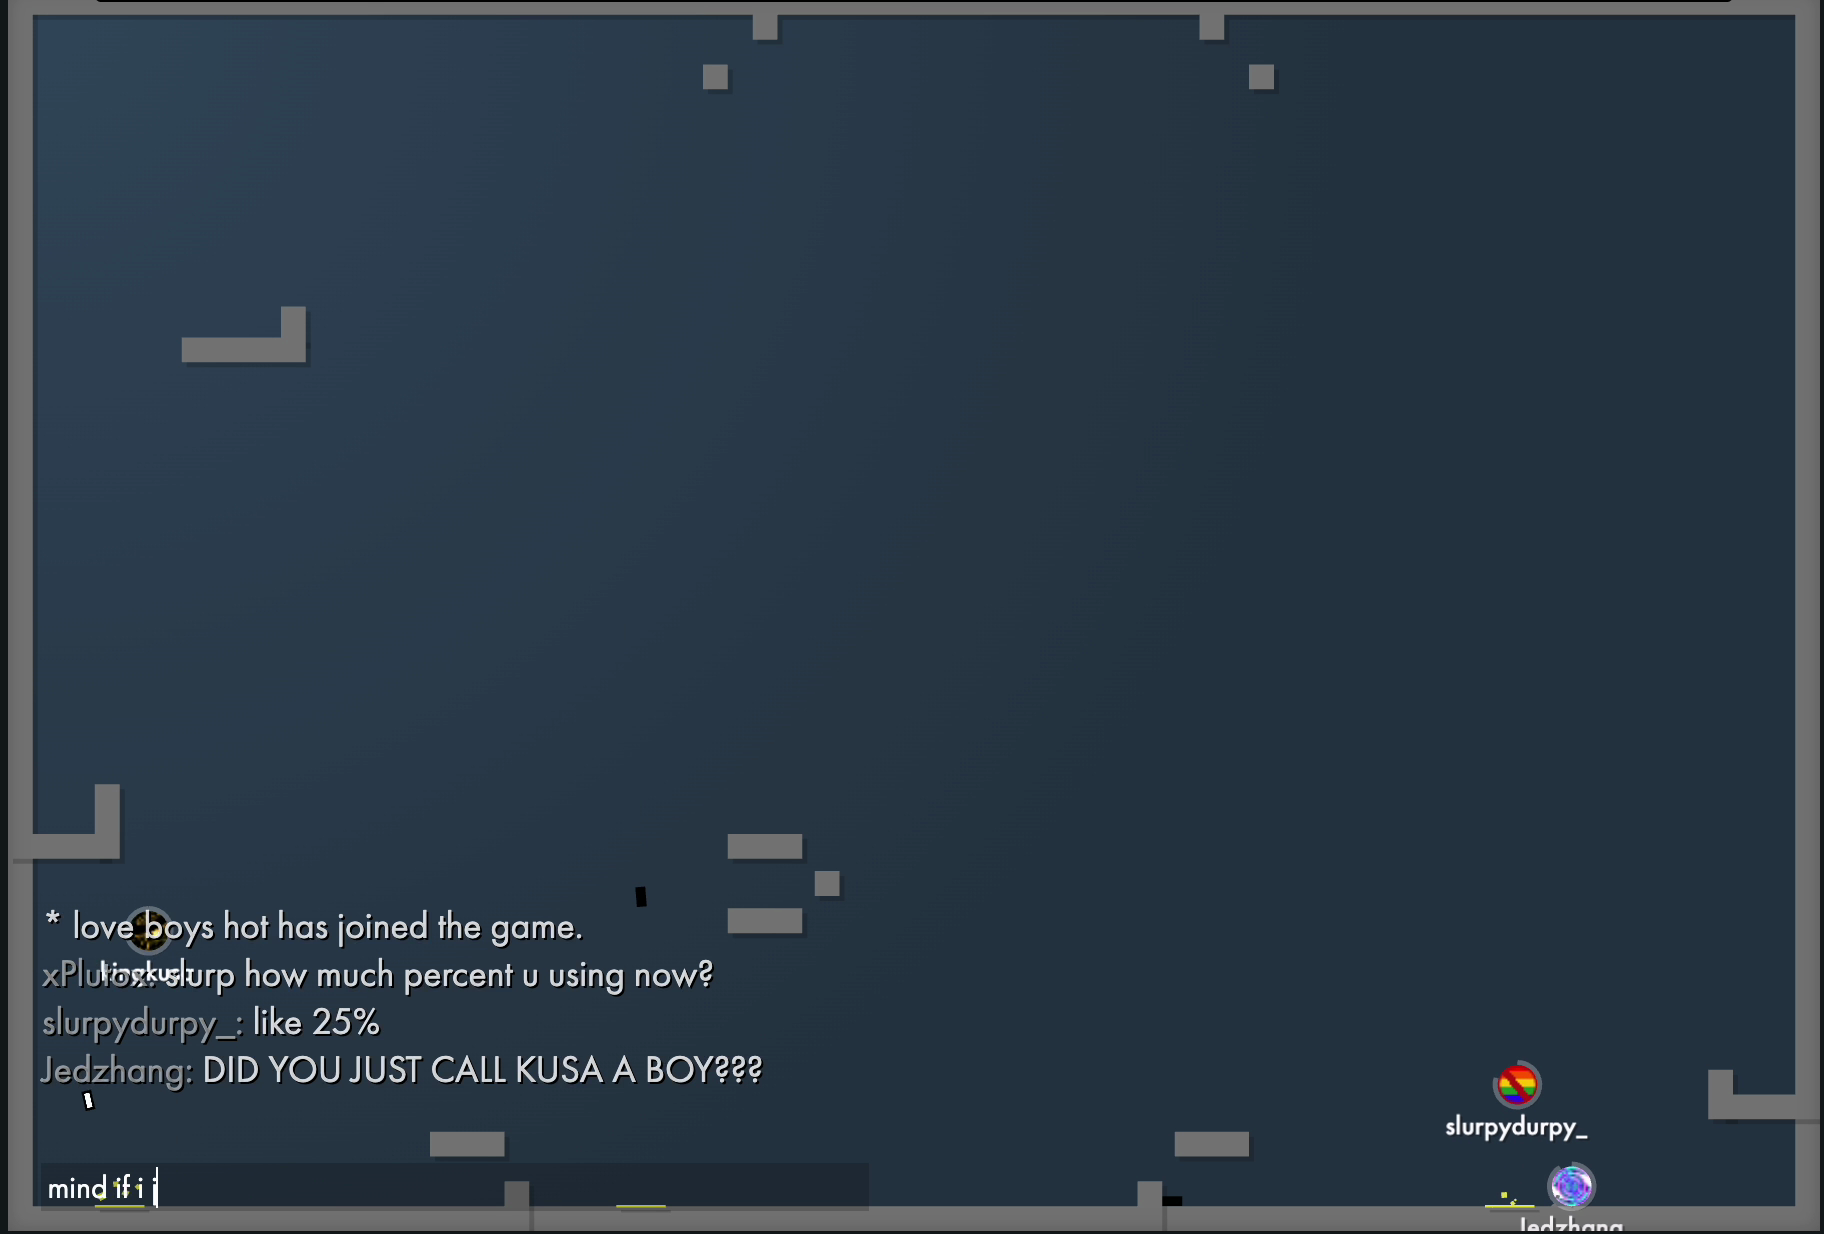 * love boys hot has joined the game.
xPlutox: slurp how much percent u using now?
slurpydurpy_: like 25%
Jedzhang: DID YOU JUST CALL KUSA A BOY???
slurpydurpy_
mind if i j
Jedzhang